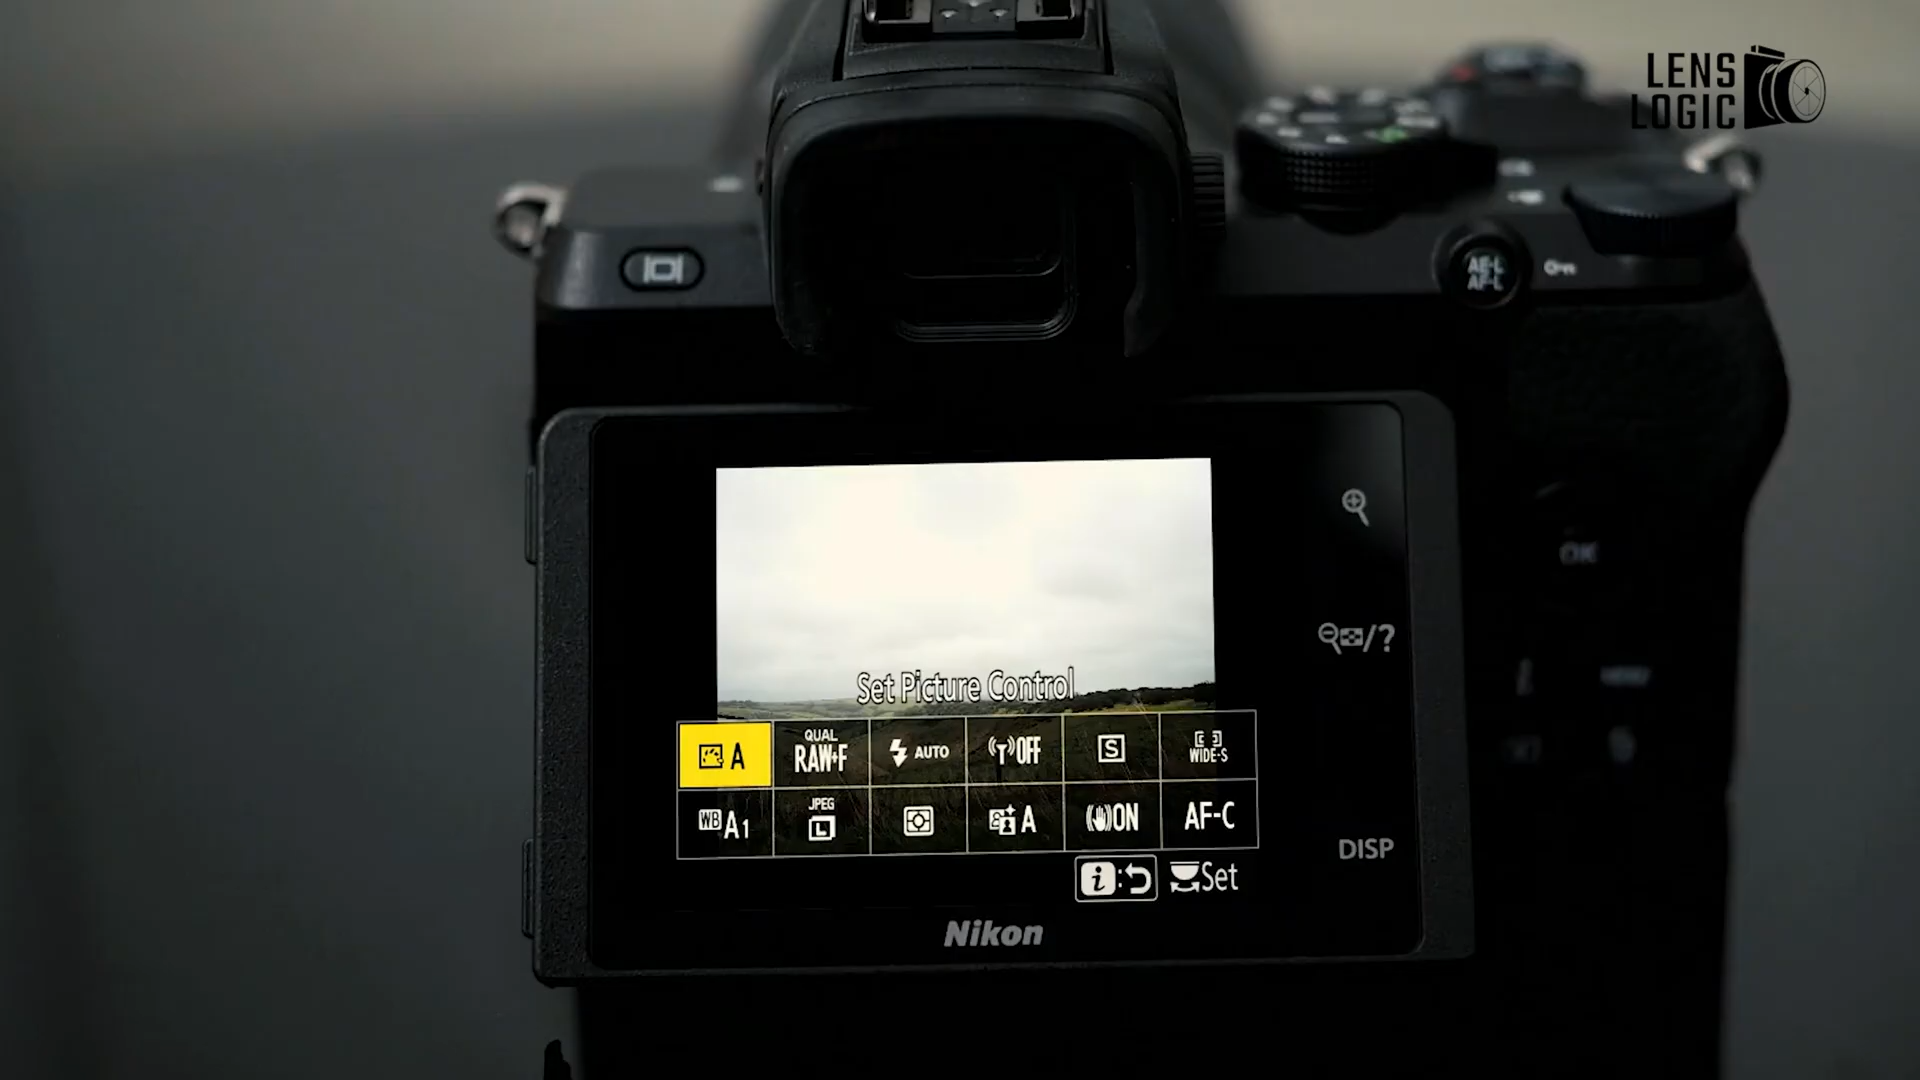 LENS
LOGIC
AE-L
AF-L
OK
Set Picture Control
A
QUAL
RAW+F
AUTO
OFF
S
WIDE-S
WB A1
JPEG
L
A
ON
AF-C
i:
Set
/?
DISP
Nikon